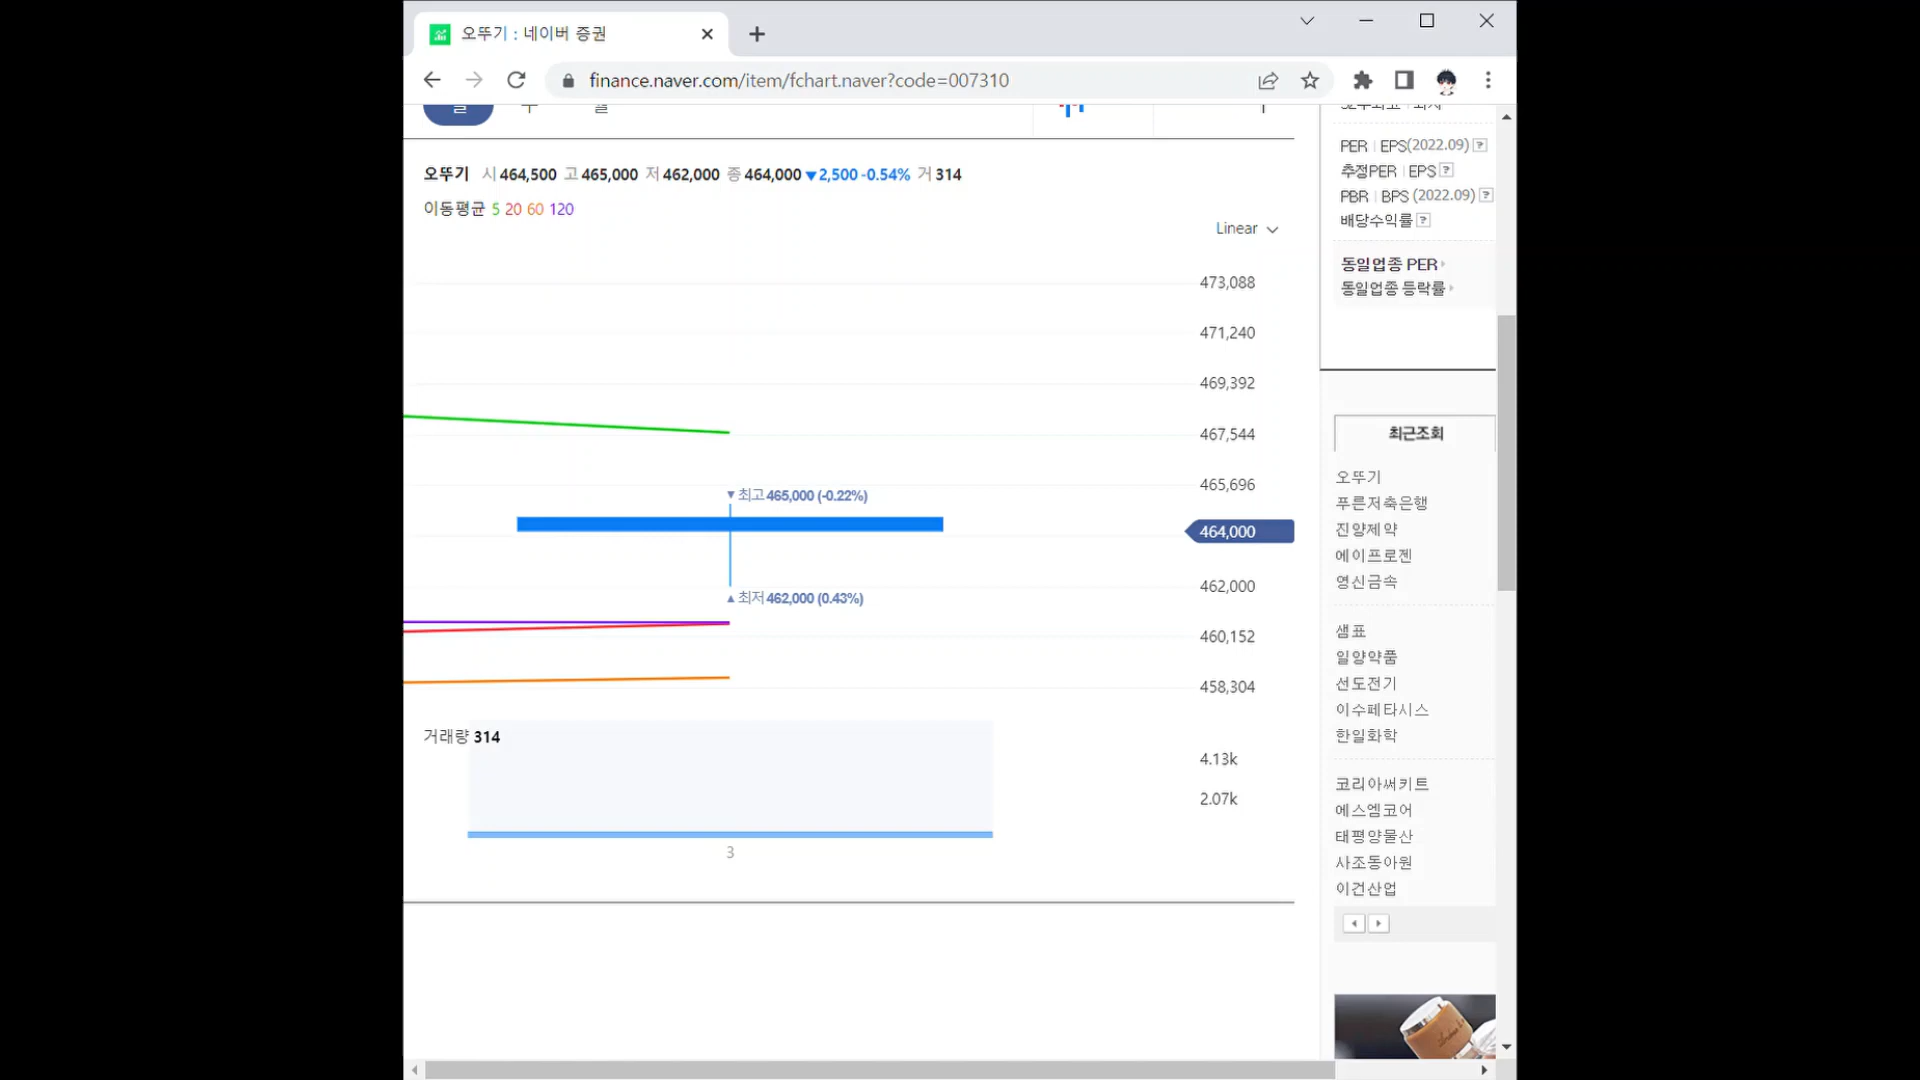 오뚜기 : 네이버 증권
finance.naver.com/item/fchart.naver?code=007310
오뚜기 시 464,500 고 465,000 저 462,000 종 464,000 ▼2,500 -0.54% 거 314
이동평균 5 20 60 120
Linear
473,088
471,240
469,392
467,544
465,696
464,000
462,000
460,152
458,304
▼최고 465,000 (-0.22%)
▲최저 462,000 (0.43%)
거래량 314
4.13k
2.07k
3
PER | EPS(2022.09) ?
추정PER | EPS ?
PBR | BPS (2022.09) ?
배당수익률 ?
동일업종 PER
동일업종 등락률
최근조회
오뚜기
푸른저축은행
진양제약
에이프로젠
영신금속
샘표
일양약품
선도전기
이수페타시스
한일화학
코리아써키트
에스엠코어
태평양물산
사조동아원
이건산업